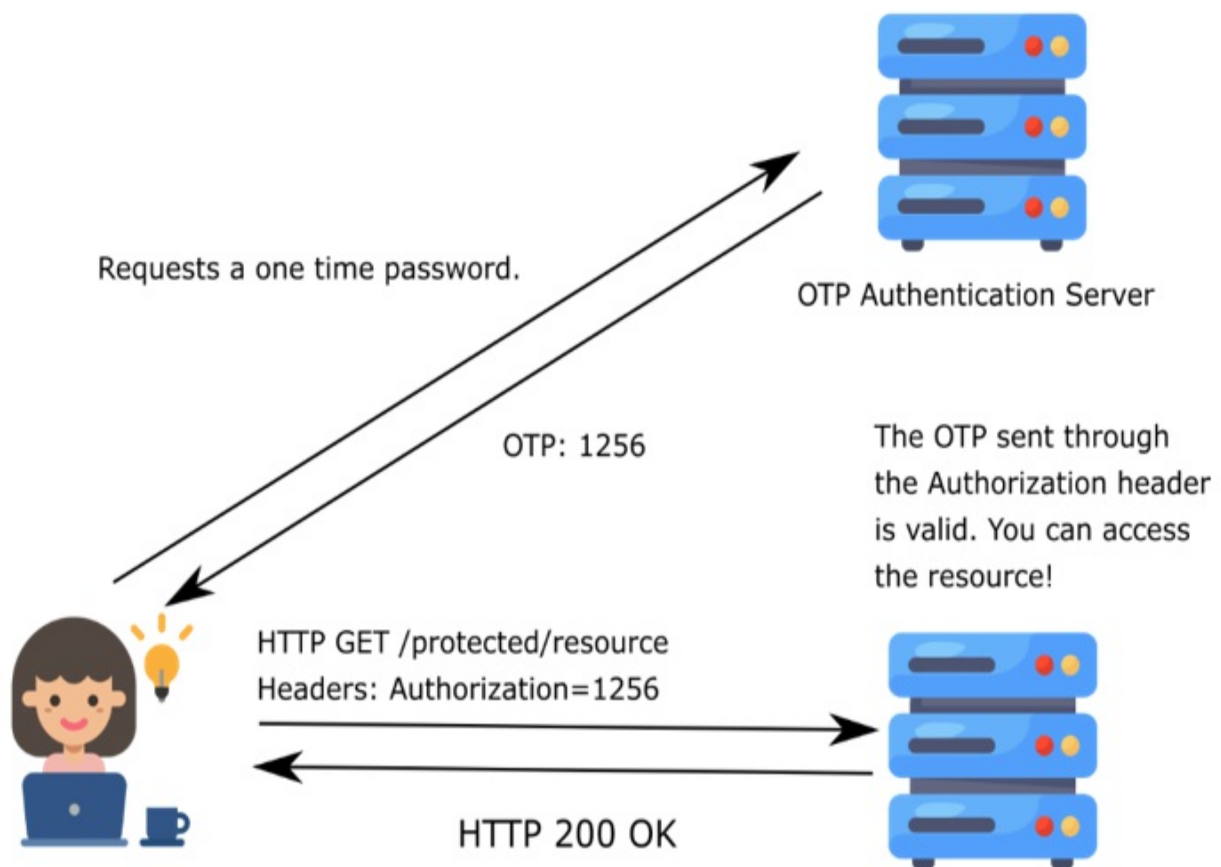 Requests a one time password.
OTP Authentication Server
OTP: 1256
The OTP sent through
the Authorization header
is valid. You can access
the resource!
HTTP GET /protected/resource
Headers: Authorization=1256
HTTP 200 OK